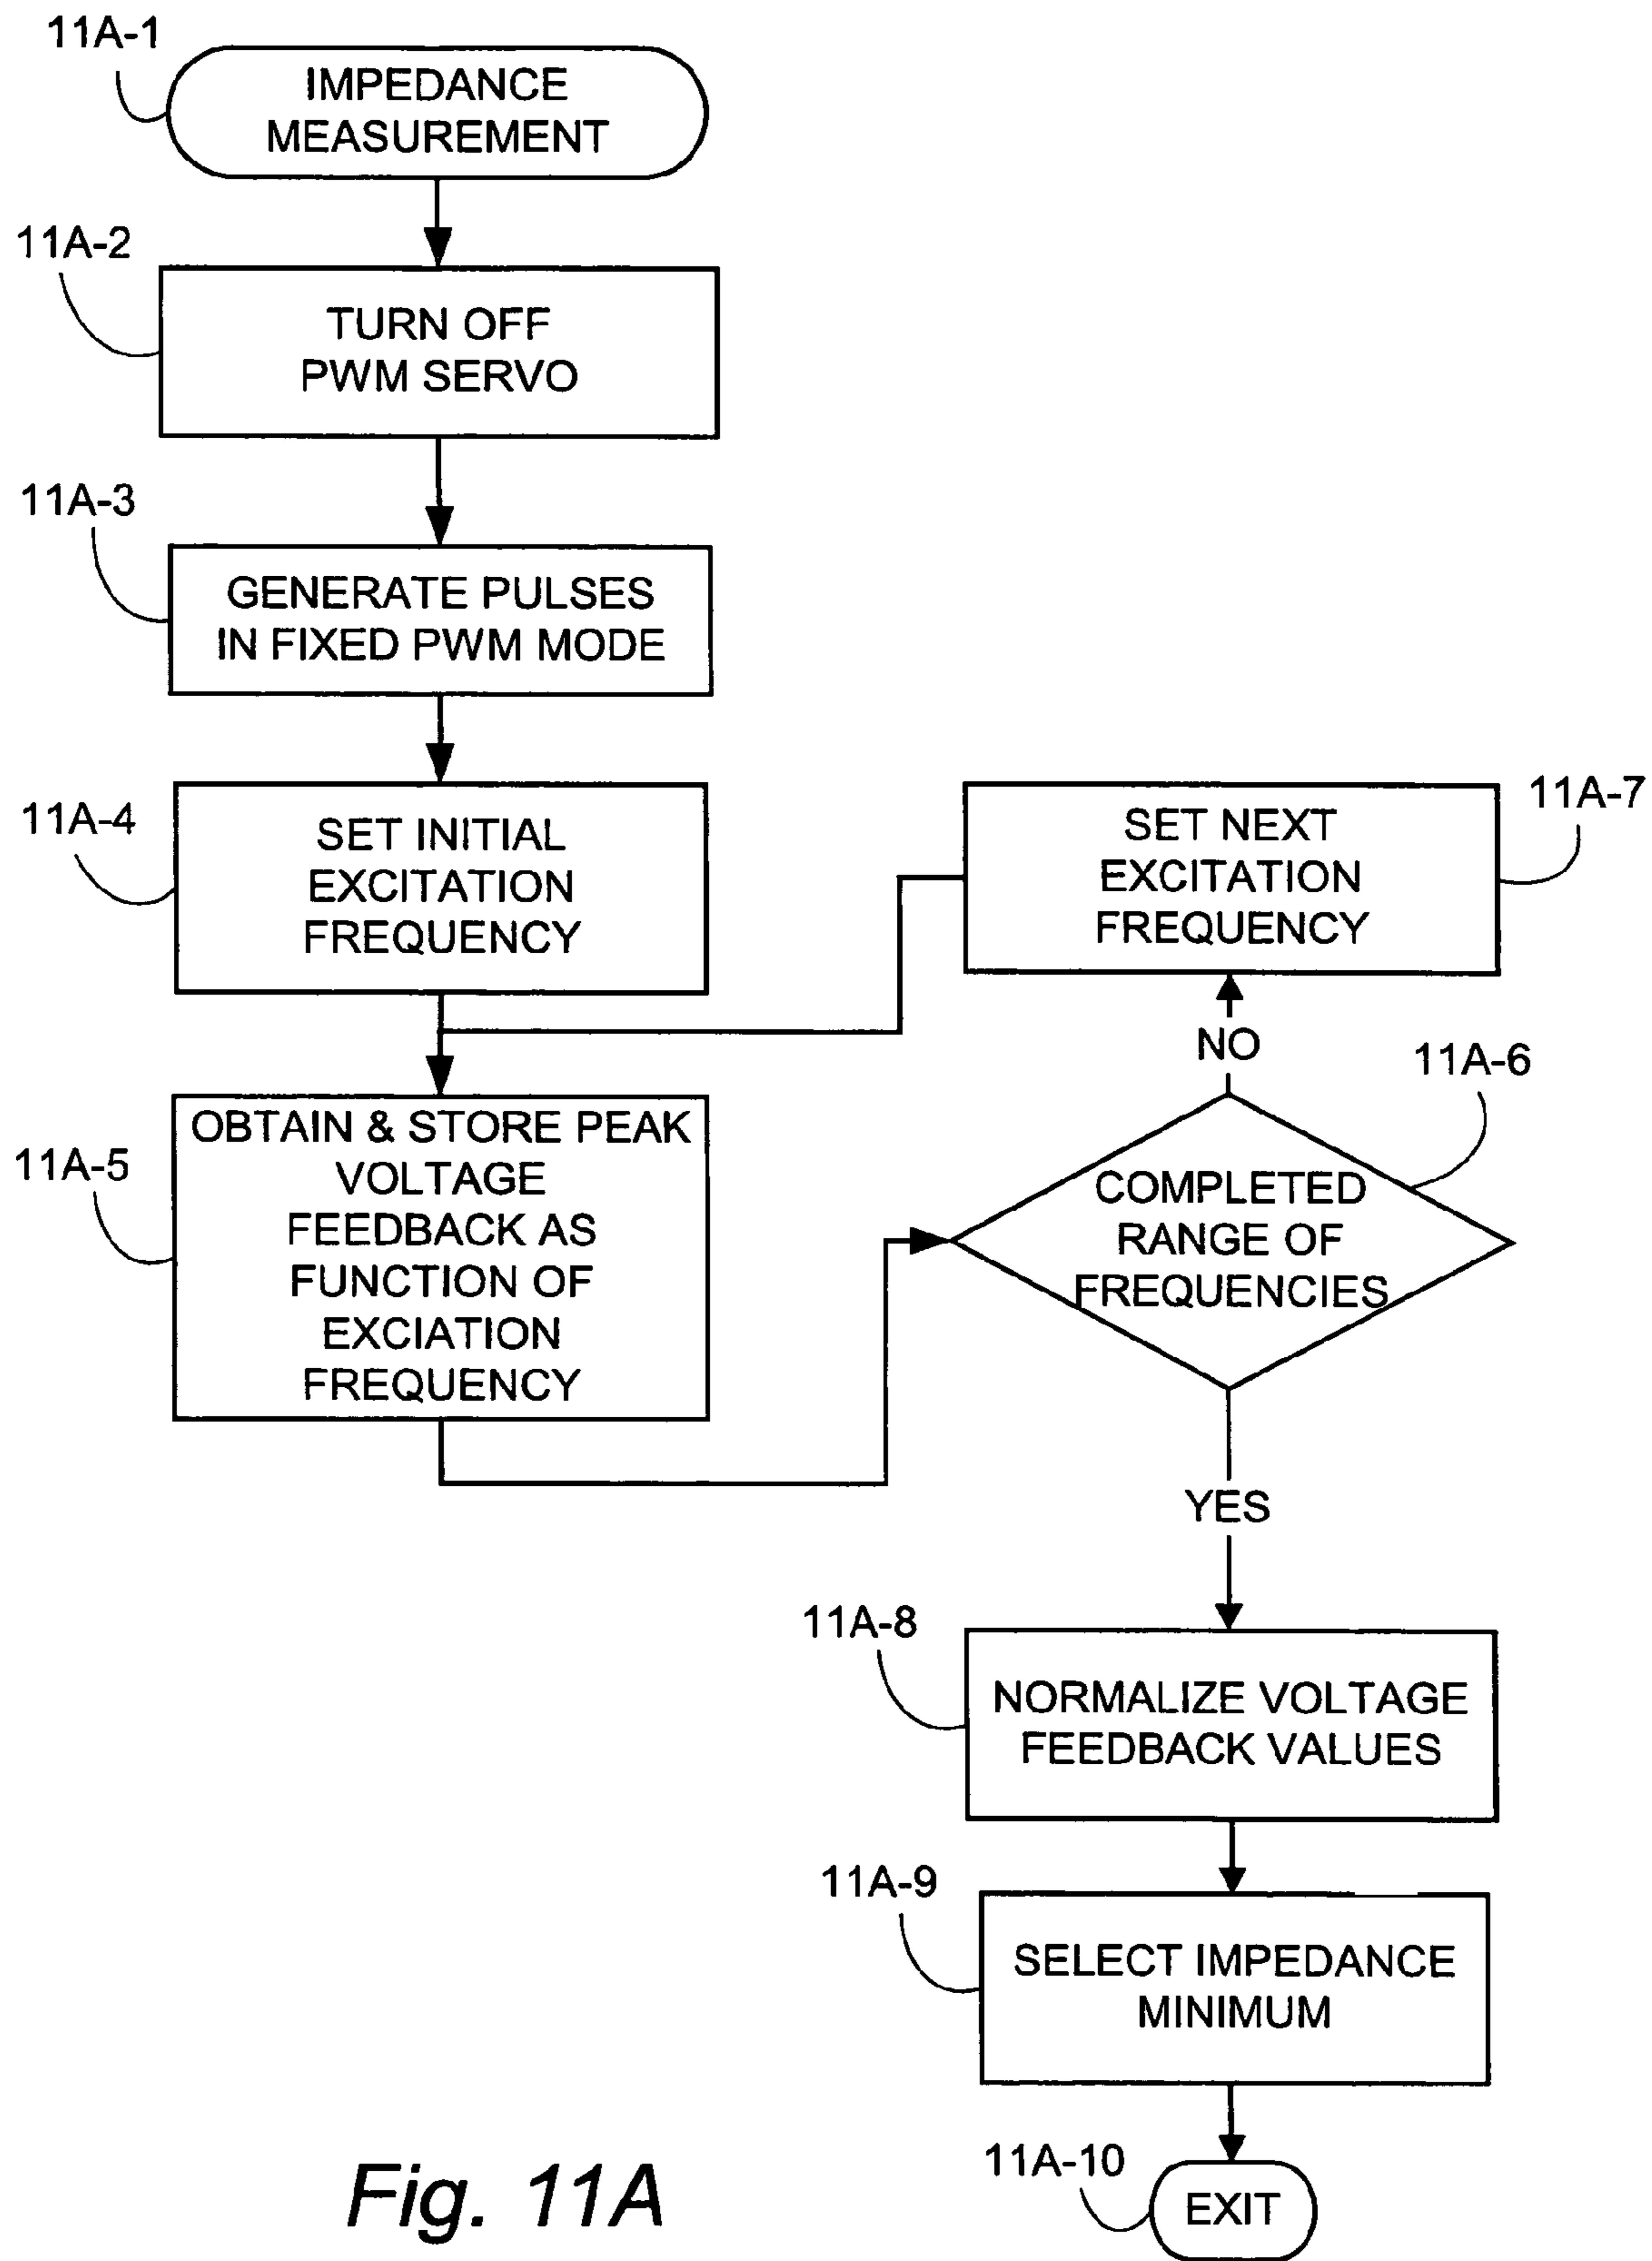 11A-1
IMPEDANCE
MEASUREMENT
11A-2
TURN OFF
PWM SERVO
11A-3
GENERATE PULSES
IN FIXED PWM MODE
11A-4
SET INITIAL
EXCITATION
FREQUENCY
11A-7
SET NEXT
EXCITATION
FREQUENCY
NO
11A-6
11A-5
OBTAIN & STORE PEAK
VOLTAGE
FEEDBACK AS
FUNCTION OF
EXCIATION
FREQUENCY
COMPLETED
RANGE OF
FREQUENCIES
YES
11A-8
NORMALIZE VOLTAGE
FEEDBACK VALUES
11A-9
SELECT IMPEDANCE
MINIMUM
11A-10
EXIT
Fig. 11A